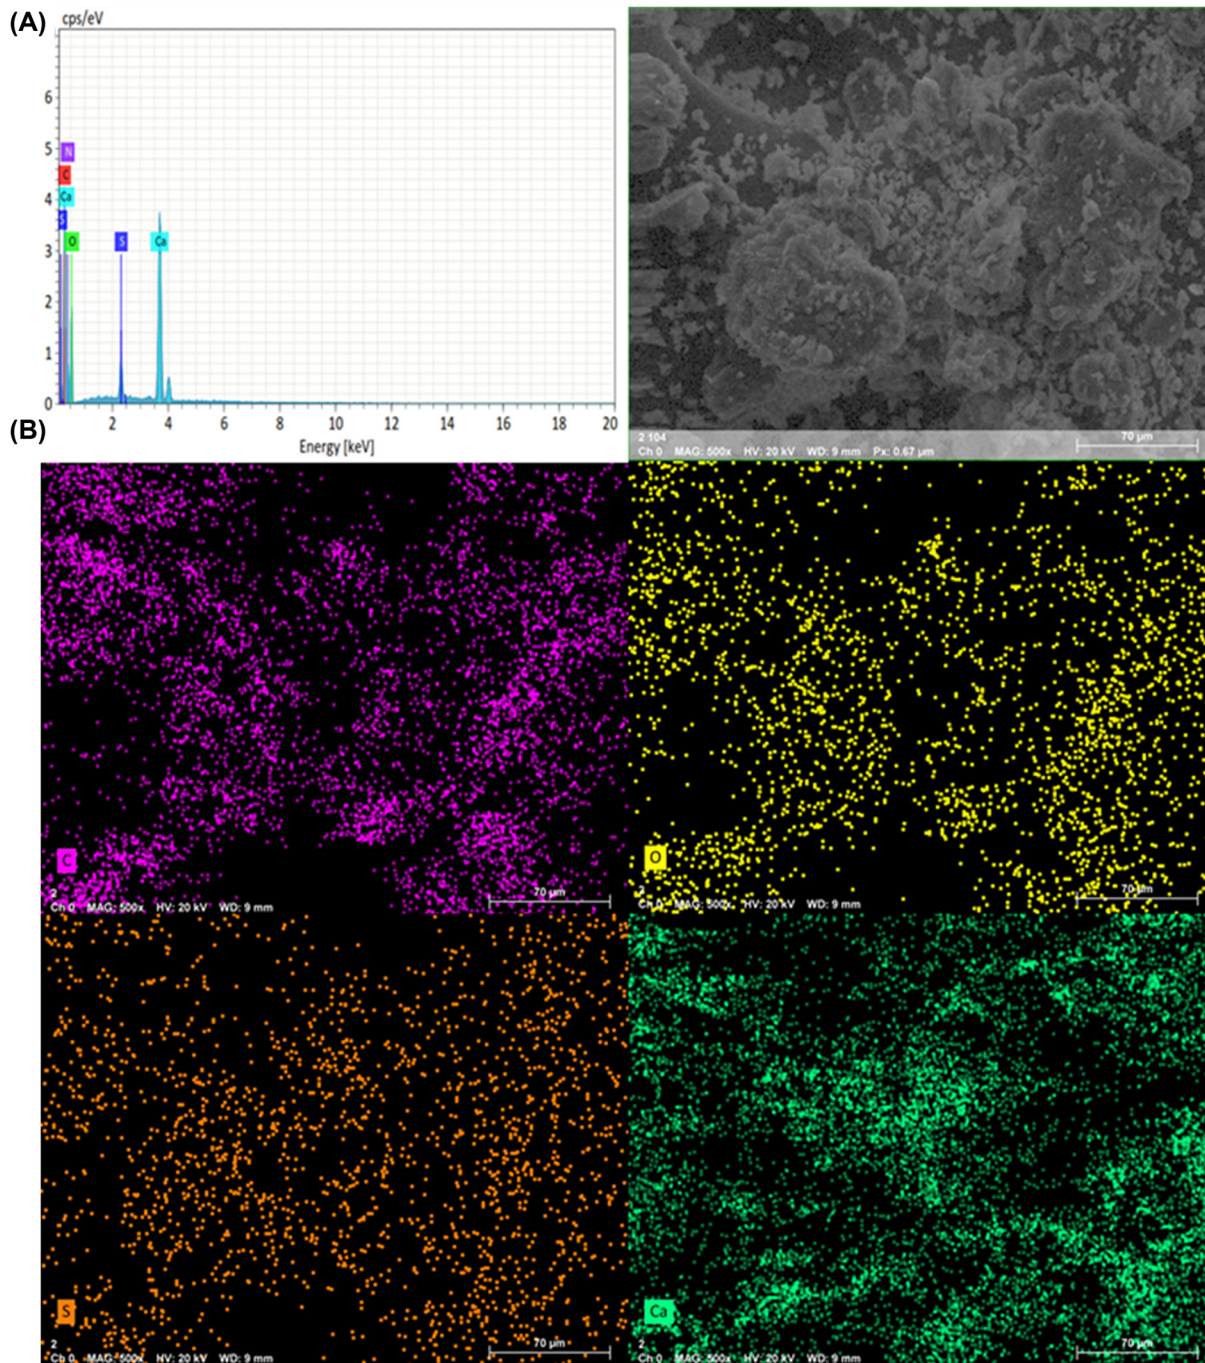 (A)
cps/eV
6
5
4
3
2
1
0
N
C
Ca
S
O
S
Ca
2 4 6 8 10 12 14 16 18 20
Energy [keV]
2 104
70 µm
Ch 0 MAG: 500x HV: 20 kV WD: 9 mm Px: 0.67 µm
(B)
C
2
70 µm
Ch 0 MAG: 500x HV: 20 kV WD: 9 mm
O
2
70 µm
Ch 0 MAG: 500x HV: 20 kV WD: 9 mm
S
2
70 µm
Ch 0 MAG: 500x HV: 20 kV WD: 9 mm
Ca
2
70 µm
Ch 0 MAG: 500x HV: 20 kV WD: 9 mm